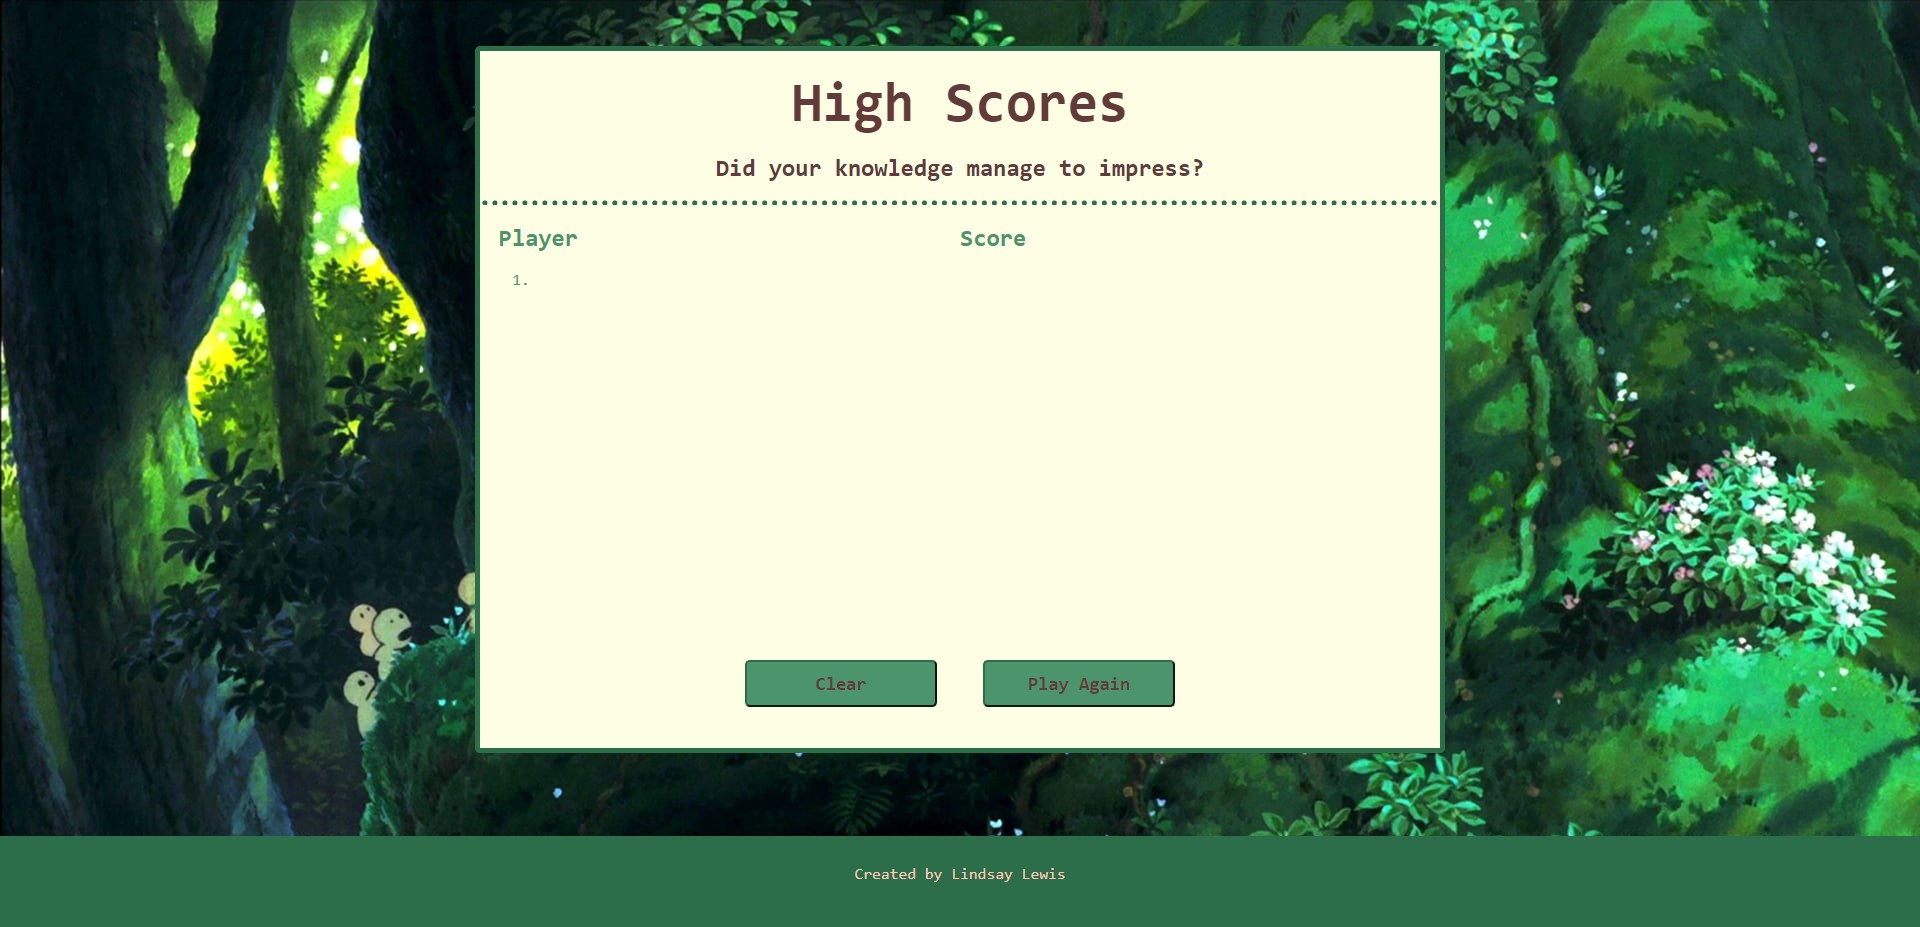 High Scores
Did your knowledge manage to impress?
Player Score
1.
Clear Play Again
Created by Lindsay Lewis